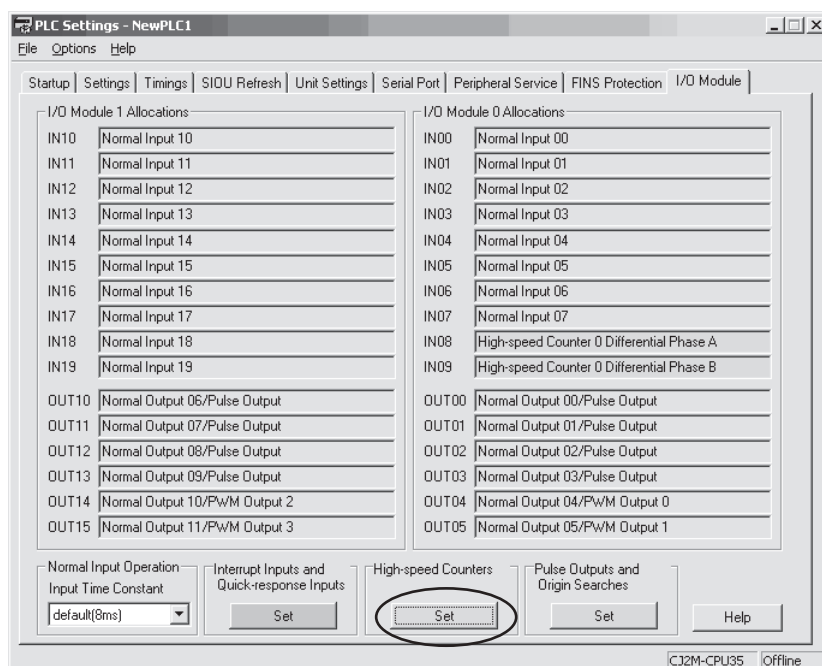 PLC Settings - NewPLC1
File Options Help
Startup Settings Timings SIOU Refresh Unit Settings Serial Port Peripheral Service FINS Protection I/O Module
I/O Module 1 Allocations
IN10 Normal Input 10
IN11 Normal Input 11
IN12 Normal Input 12
IN13 Normal Input 13
IN14 Normal Input 14
IN15 Normal Input 15
IN16 Normal Input 16
IN17 Normal Input 17
IN18 Normal Input 18
IN19 Normal Input 19
OUT10 Normal Output 06/Pulse Output
OUT11 Normal Output 07/Pulse Output
OUT12 Normal Output 08/Pulse Output
OUT13 Normal Output 09/Pulse Output
OUT14 Normal Output 10/PWM Output 2
OUT15 Normal Output 11/PWM Output 3
I/O Module 0 Allocations
IN00 Normal Input 00
IN01 Normal Input 01
IN02 Normal Input 02
IN03 Normal Input 03
IN04 Normal Input 04
IN05 Normal Input 05
IN06 Normal Input 06
IN07 Normal Input 07
IN08 High-speed Counter 0 Differential Phase A
IN09 High-speed Counter 0 Differential Phase B
OUT00 Normal Output 00/Pulse Output
OUT01 Normal Output 01/Pulse Output
OUT02 Normal Output 02/Pulse Output
OUT03 Normal Output 03/Pulse Output
OUT04 Normal Output 04/PWM Output 0
OUT05 Normal Output 05/PWM Output 1
Normal Input Operation
Input Time Constant
default(8ms)
Interrupt Inputs and
Quick-response Inputs
Set
High-speed Counters
Set
Pulse Outputs and
Origin Searches
Set
Help
CJ2M-CPU35 Offline